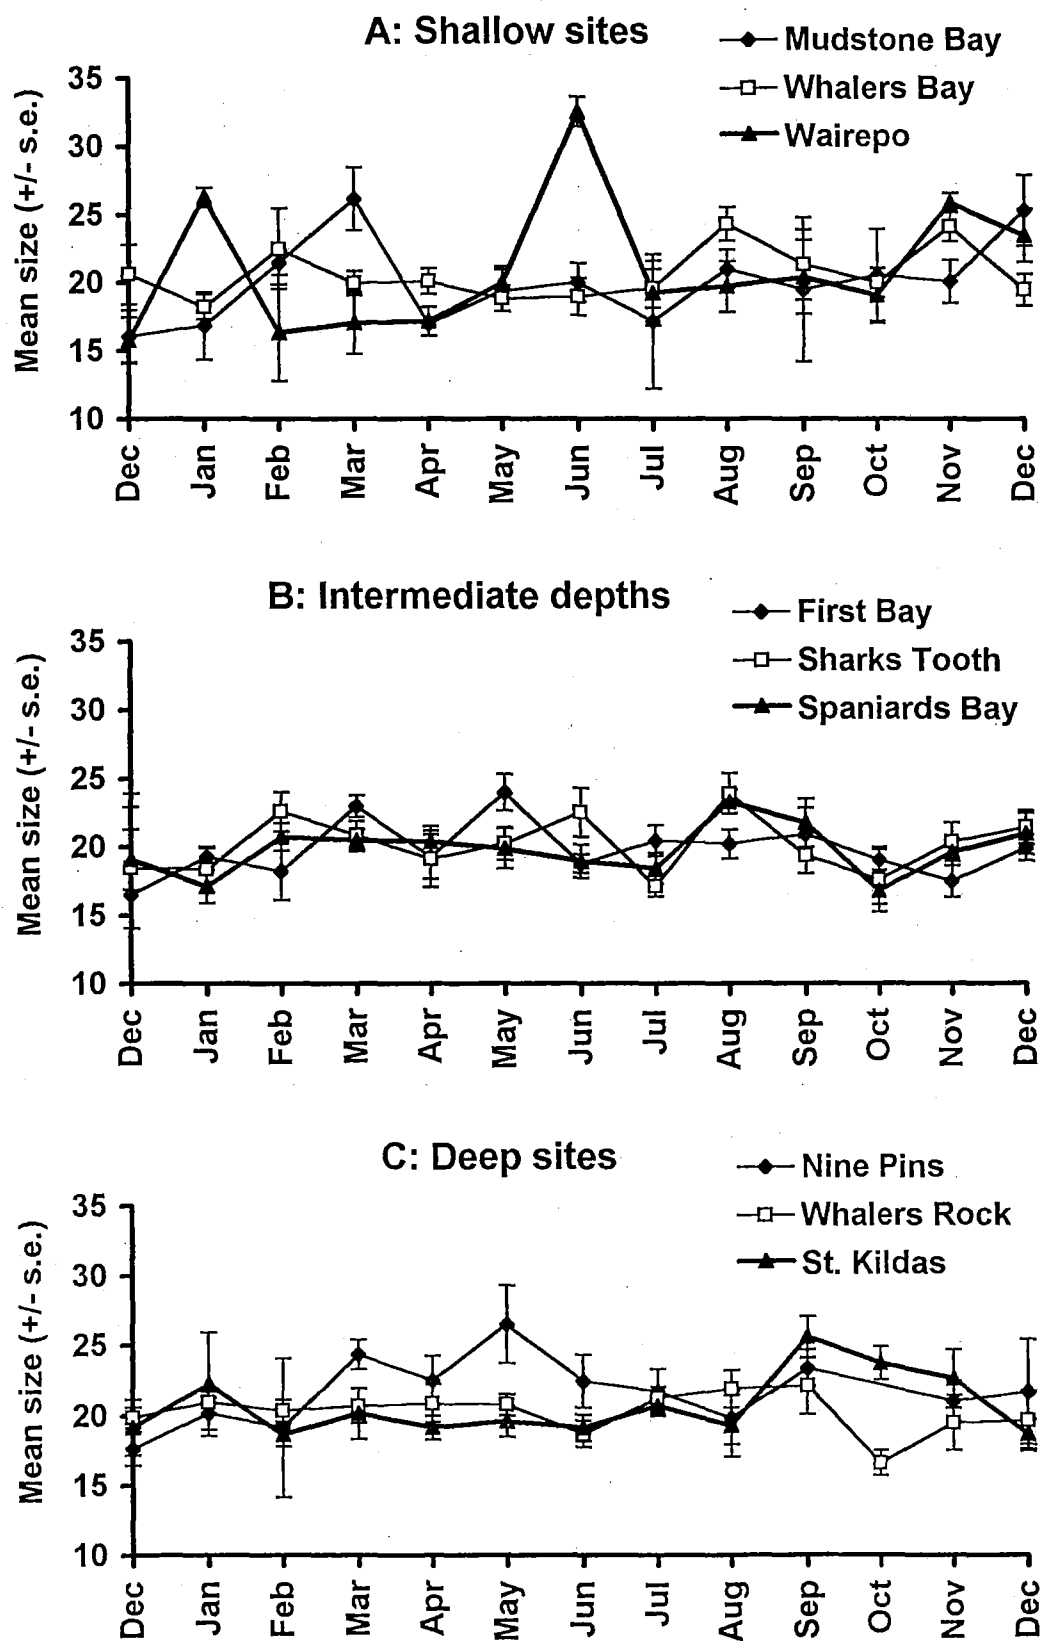 A: Shallow sites
Mudstone Bay
Whalers Bay
Wairepo
Mean size (+/- s.e.)
35
30
25
20
15
10
Dec Jan Feb Mar Apr May Jun Jul Aug Sep Oct Nov Dec
B: Intermediate depths
First Bay
Sharks Tooth
Spaniards Bay
Mean size (+/- s.e.)
35
30
25
20
15
10
Dec Jan Feb Mar Apr May Jun Jul Aug Sep Oct Nov Dec
C: Deep sites
Nine Pins
Whalers Rock
St. Kildas
Mean size (+/- s.e.)
35
30
25
20
15
10
Dec Jan Feb Mar Apr May Jun Jul Aug Sep Oct Nov Dec